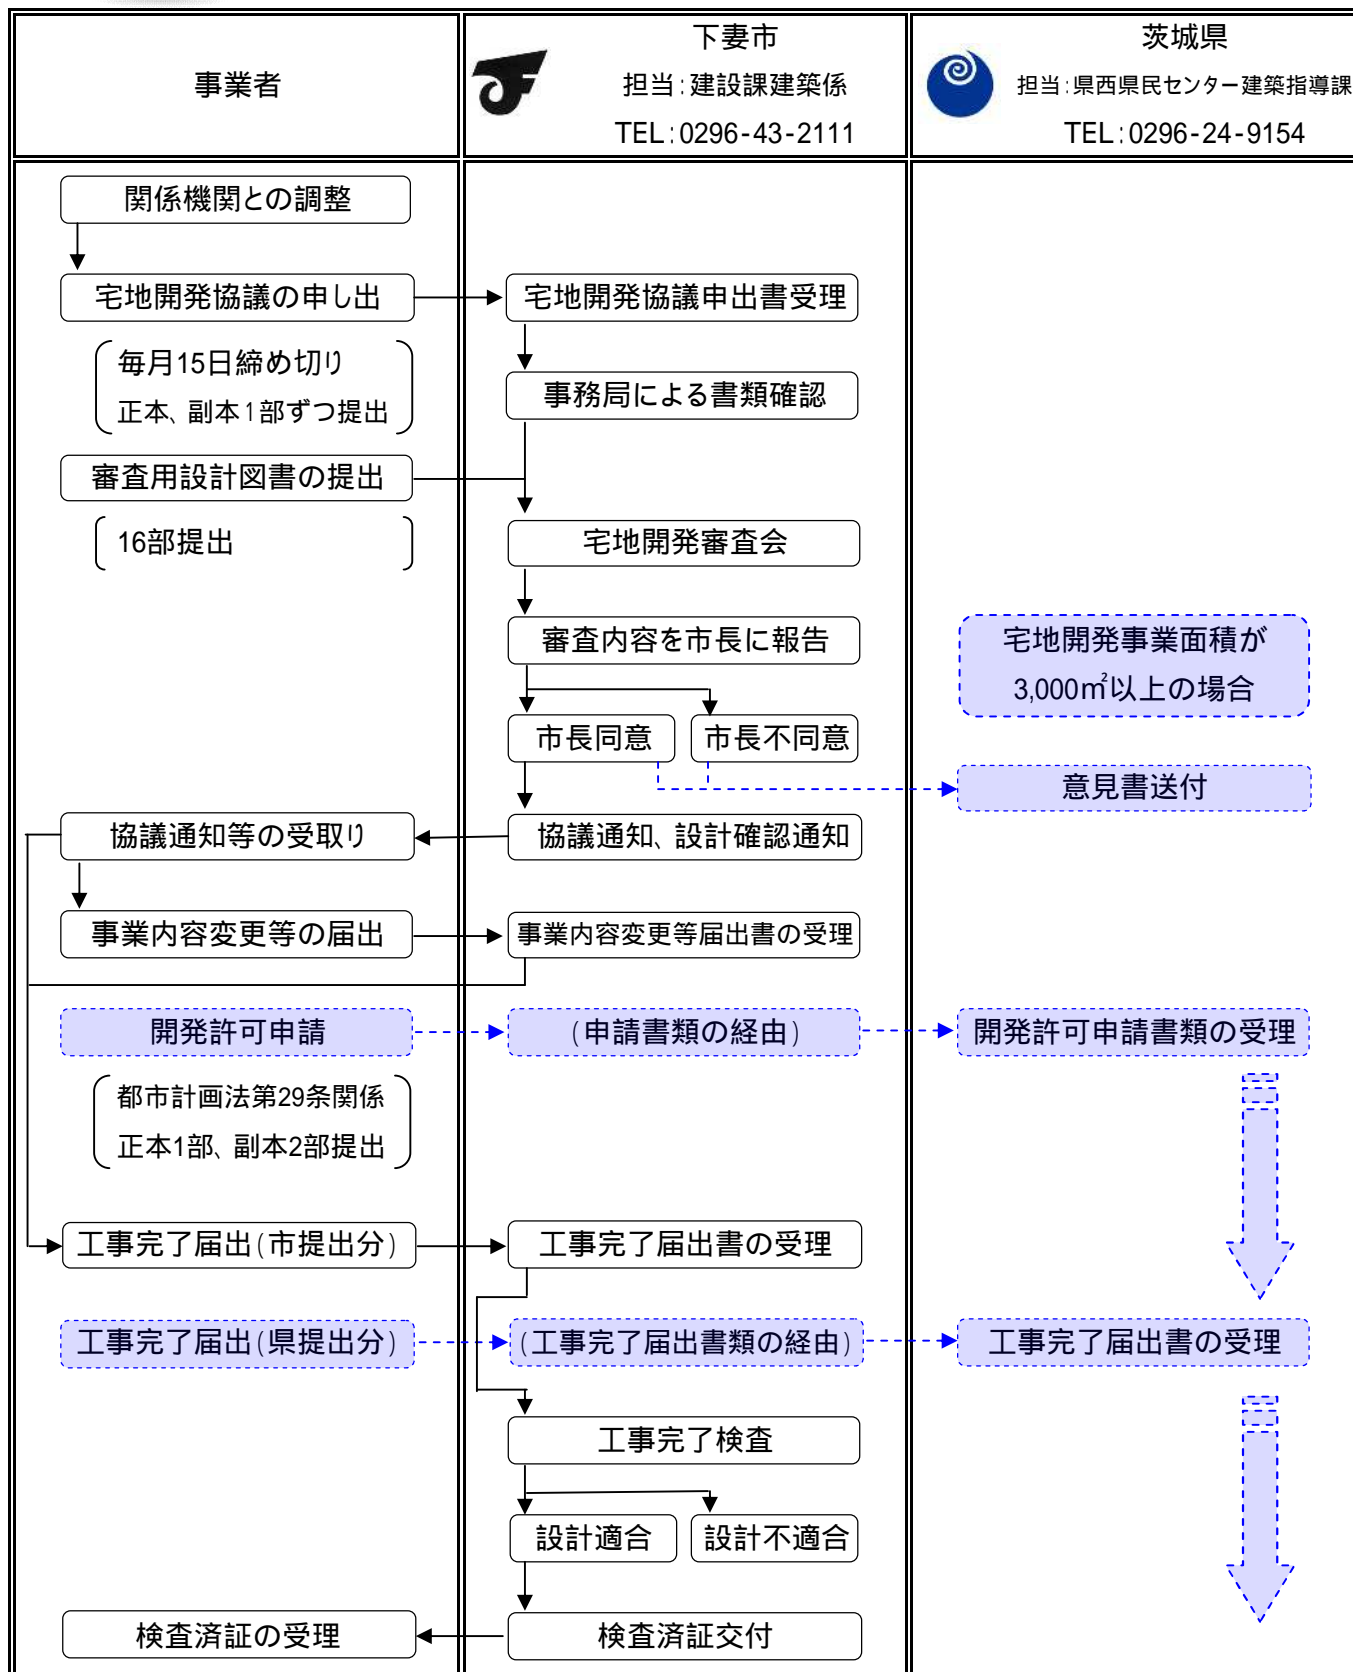 事業者
下妻市
担当:建設課建築係
TEL:0296-43-2111
茨城県
担当:県西県民センター建築指導課
TEL:0296-24-9154
関係機関との調整
宅地開発協議の申し出
宅地開発協議申出書受理
毎月15日締め切り
正本、副本1部ずつ提出
事務局による書類確認
審査用設計図書の提出
16部提出
宅地開発審査会
審査内容を市長に報告
宅地開発事業面積が
3,000㎡以上の場合
市長同意
市長不同意
意見書送付
協議通知等の受取り
協議通知、設計確認通知
事業内容変更等の届出
事業内容変更等届出書の受理
開発許可申請
(申請書類の経由)
開発許可申請書類の受理
都市計画法第29条関係
正本1部、副本2部提出
工事完了届出(市提出分)
工事完了届出書の受理
工事完了届出(県提出分)
(工事完了届出書類の経由)
工事完了届出書の受理
工事完了検査
設計適合
設計不適合
検査済証の受理
検査済証交付